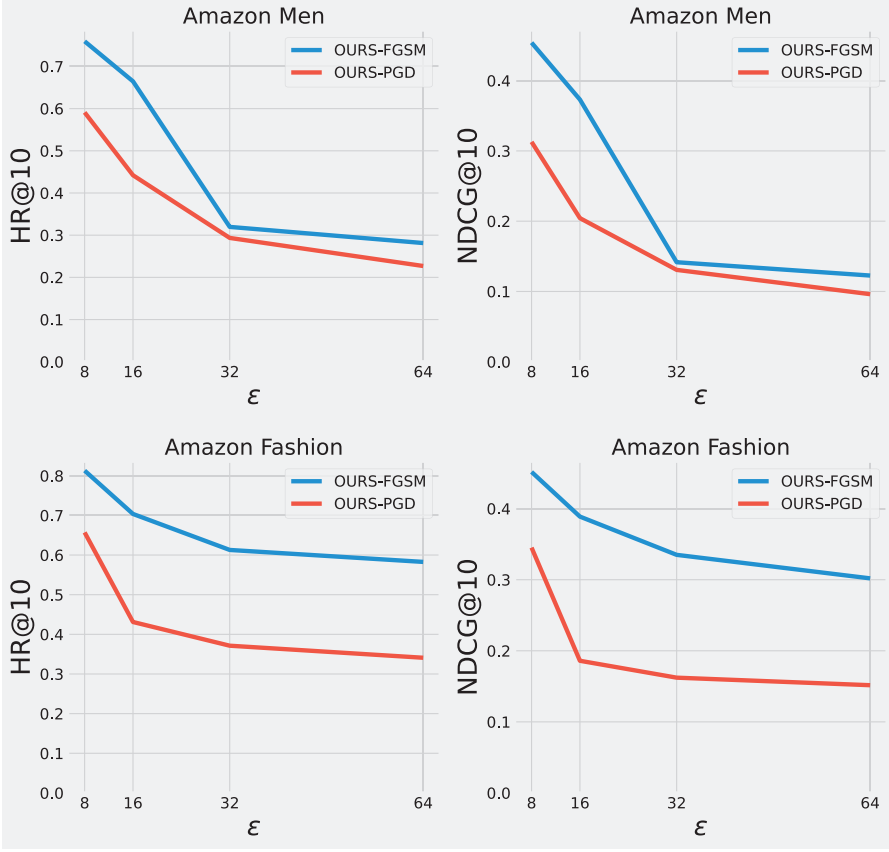 Amazon Men
OURS-FGSM
OURS-PGD
HR@10
0.7
0.6
0.5
0.4
0.3
0.2
0.1
0.0
8 16 32 64
ε
Amazon Men
OURS-FGSM
OURS-PGD
NDCG@10
0.4
0.3
0.2
0.1
0.0
8 16 32 64
ε
Amazon Fashion
OURS-FGSM
OURS-PGD
HR@10
0.8
0.7
0.6
0.5
0.4
0.3
0.2
0.1
0.0
8 16 32 64
ε
Amazon Fashion
OURS-FGSM
OURS-PGD
NDCG@10
0.4
0.3
0.2
0.1
0.0
8 16 32 64
ε